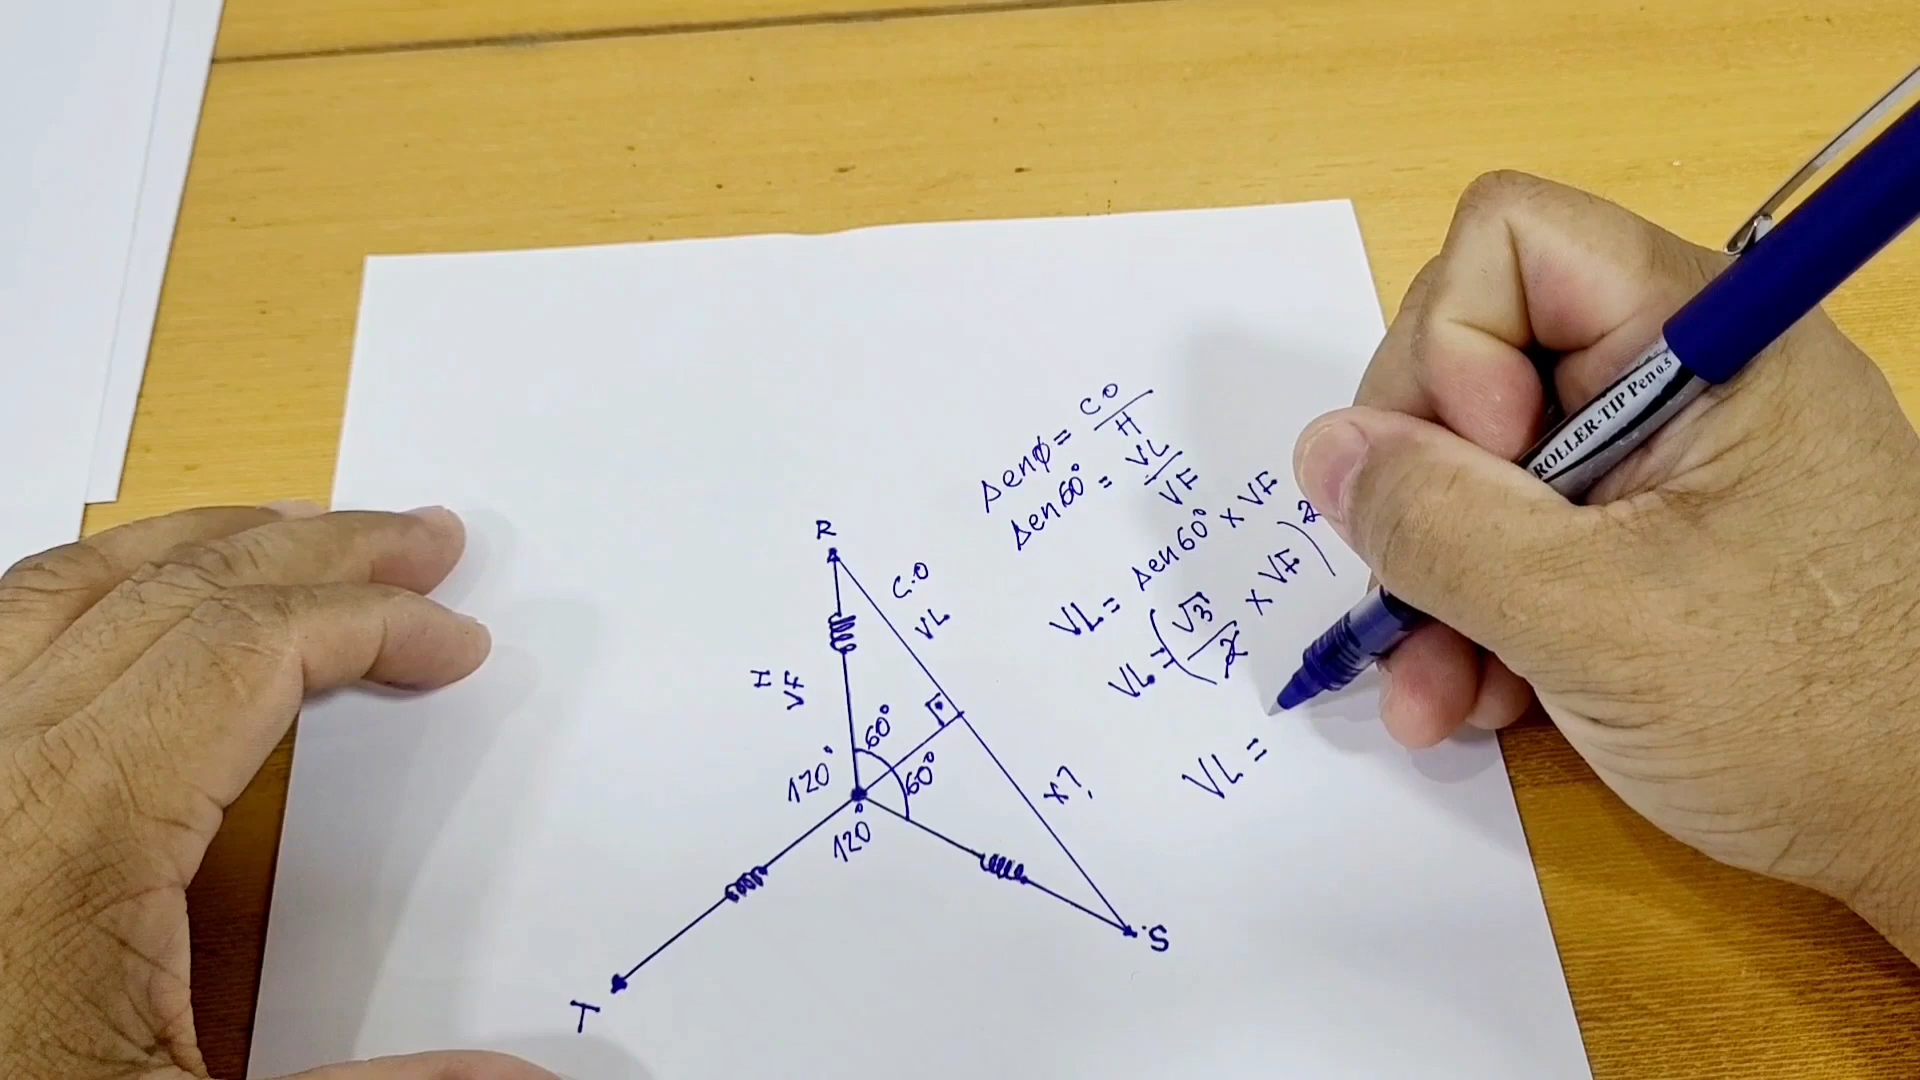 R
C.O
VL
H
VF
60°
60°
120°
120°
x?
S
T
senφ = CO/H
sen60° = VL/VF
VL = sen60° x VF
VL = (√3/2 x VF) 2
VL =
ROLLER-TIP Pen 0.5